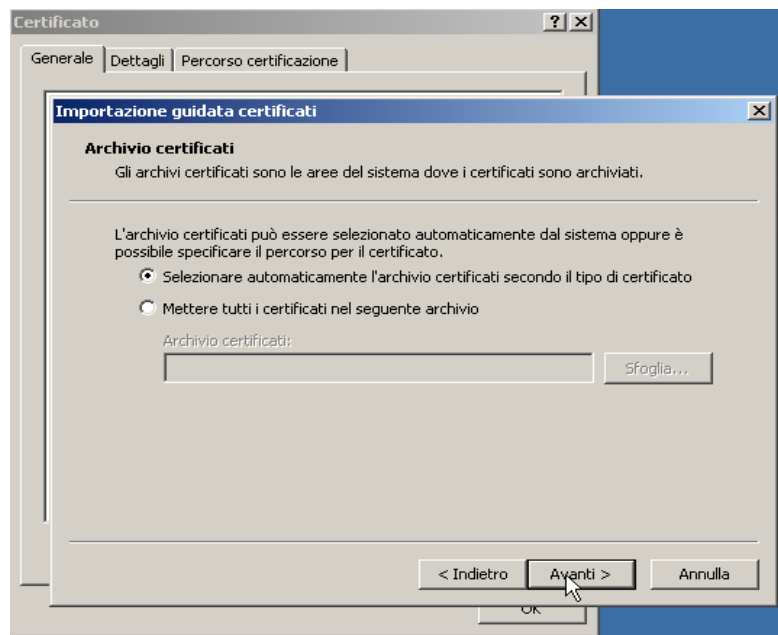 Certificato
Generale Dettagli Percorso certificazione
Importazione guidata certificati
Archivio certificati
Gli archivi certificati sono le aree del sistema dove i certificati sono archiviati.
L'archivio certificati può essere selezionato automaticamente dal sistema oppure è
possibile specificare il percorso per il certificato.
Selezionare automaticamente l'archivio certificati secondo il tipo di certificato
Mettere tutti i certificati nel seguente archivio
Archivio certificati:
Sfoglia...
< Indietro Avanti > Annulla
OK